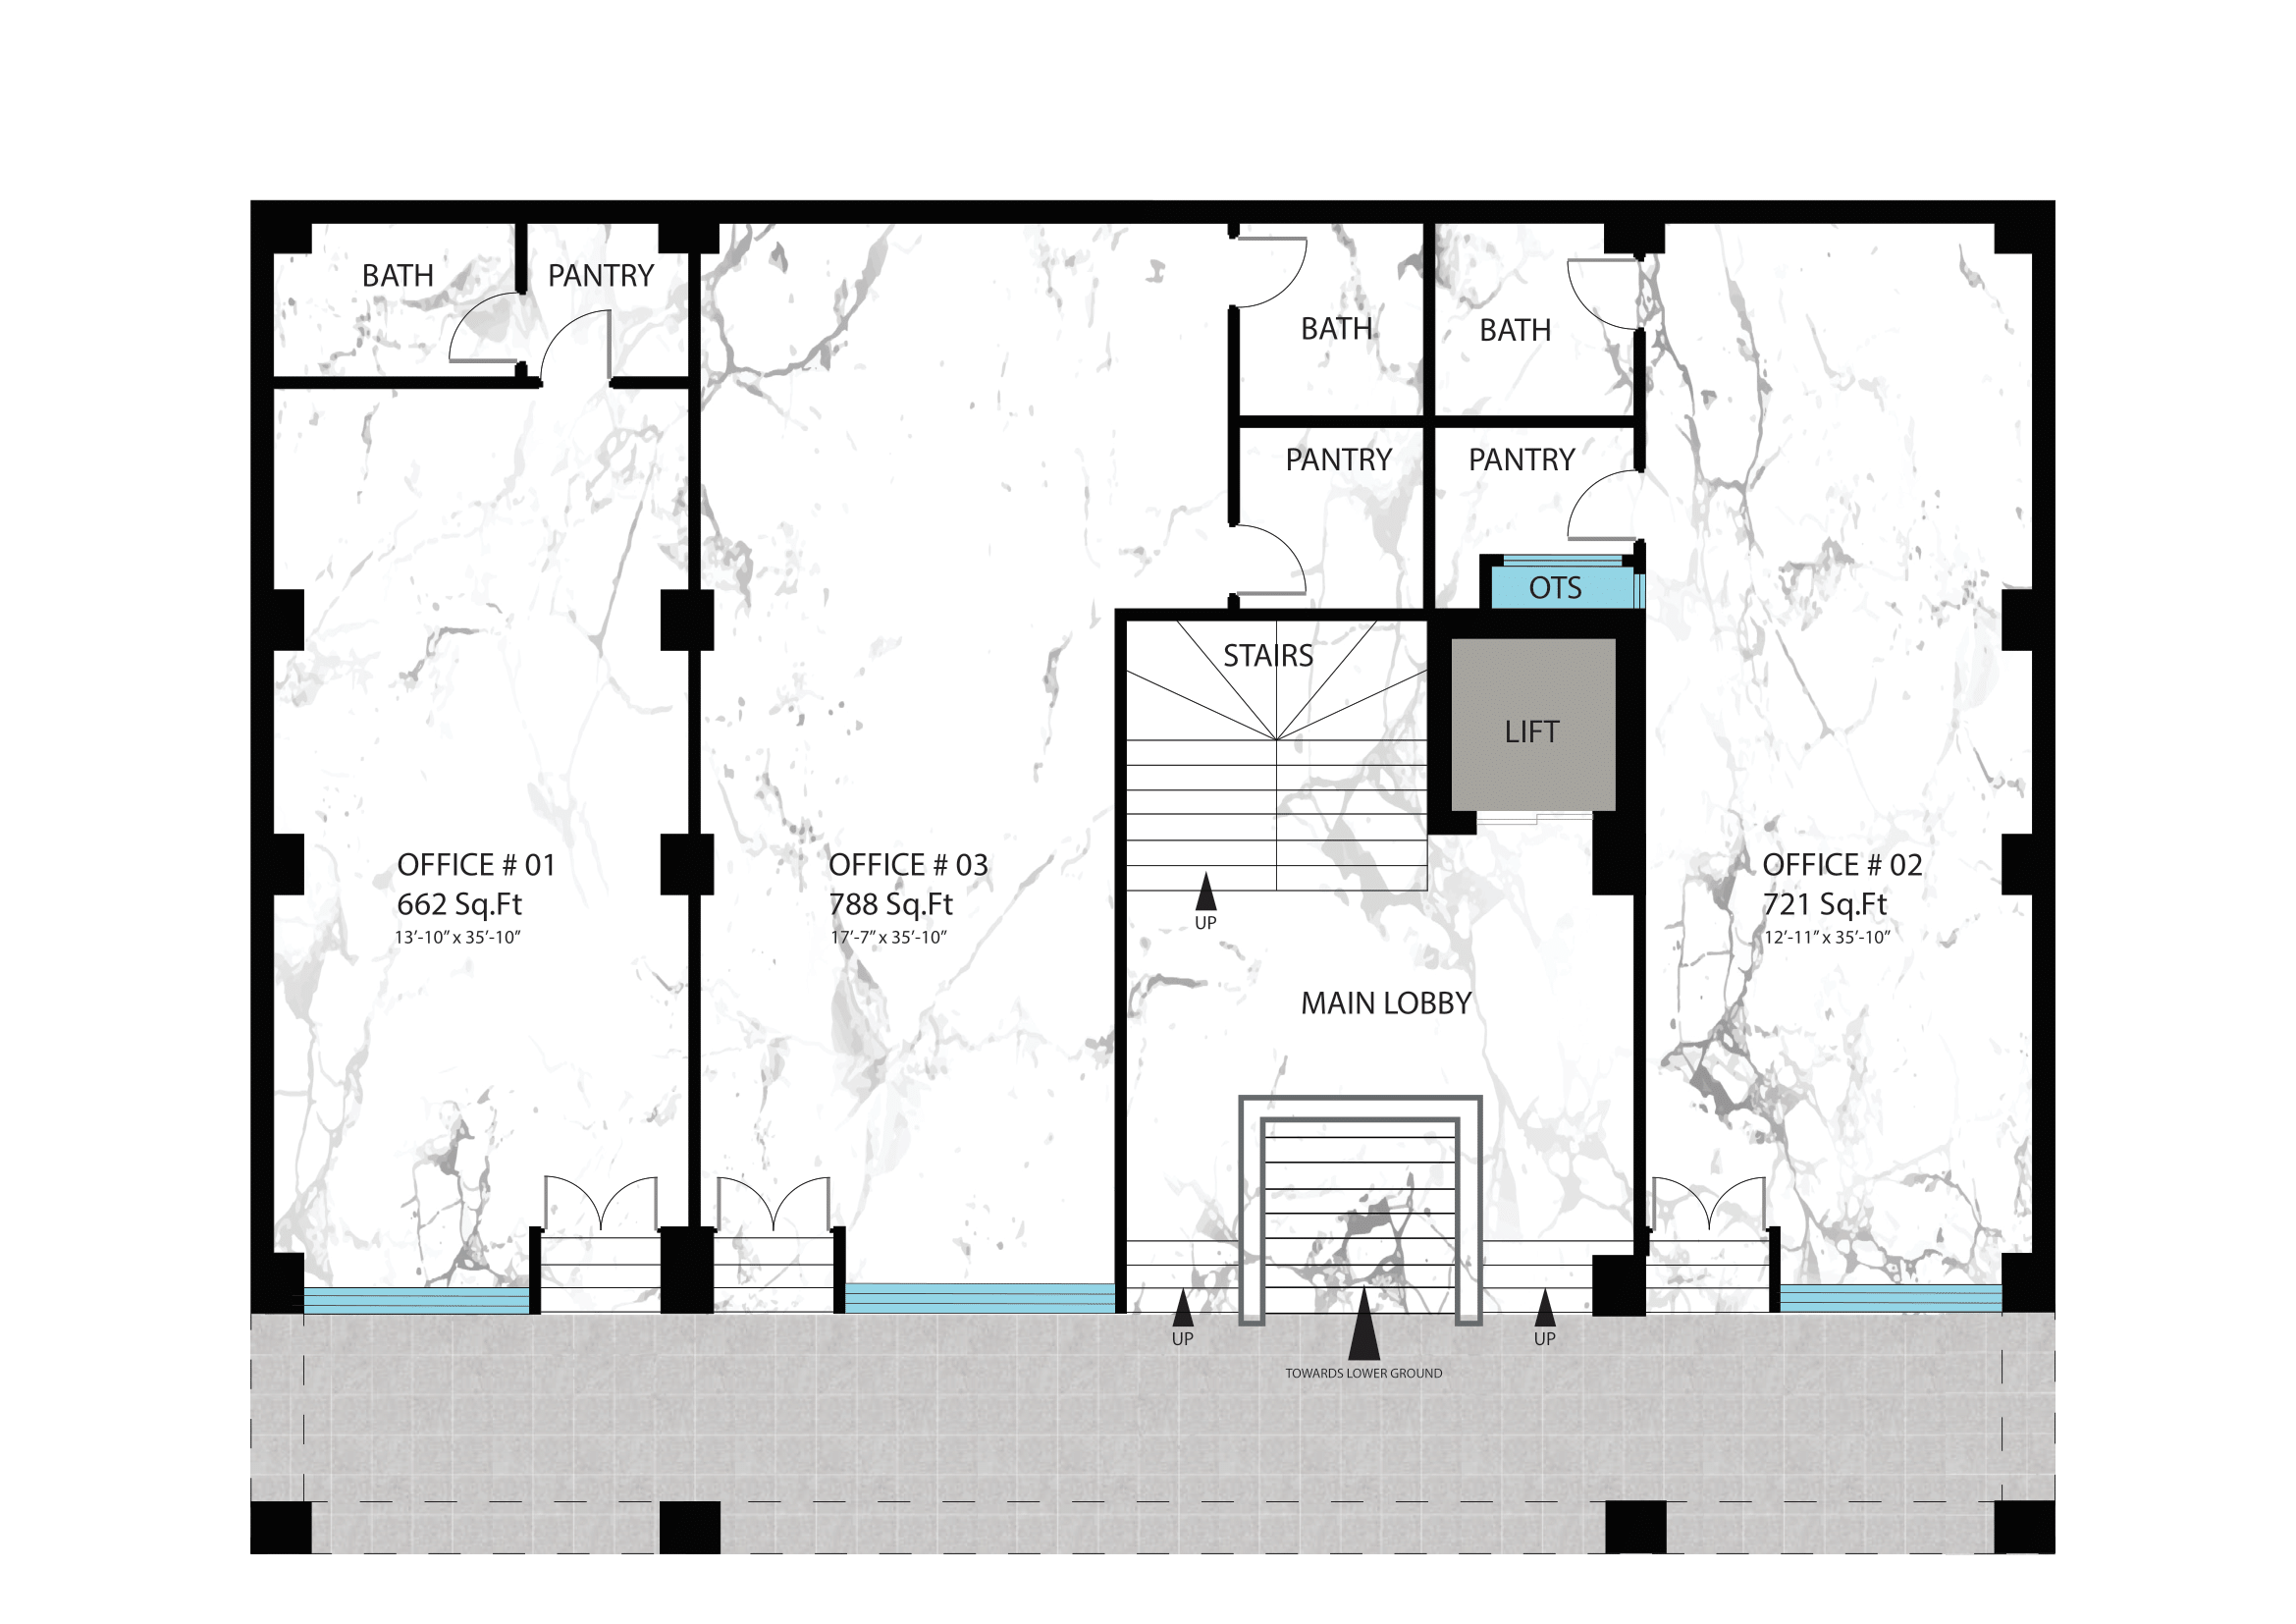 BATH
PANTRY
BATH
BATH
PANTRY
PANTRY
OTS
STAIRS
LIFT
OFFICE # 01
662 Sq.Ft
13’-10” x 35’-10”
OFFICE # 03
788 Sq.Ft
17’-7” x 35’-10”
UP
OFFICE # 02
721 Sq.Ft
12’-11” x 35’-10”
MAIN LOBBY
UP
UP
TOWARDS LOWER GROUND